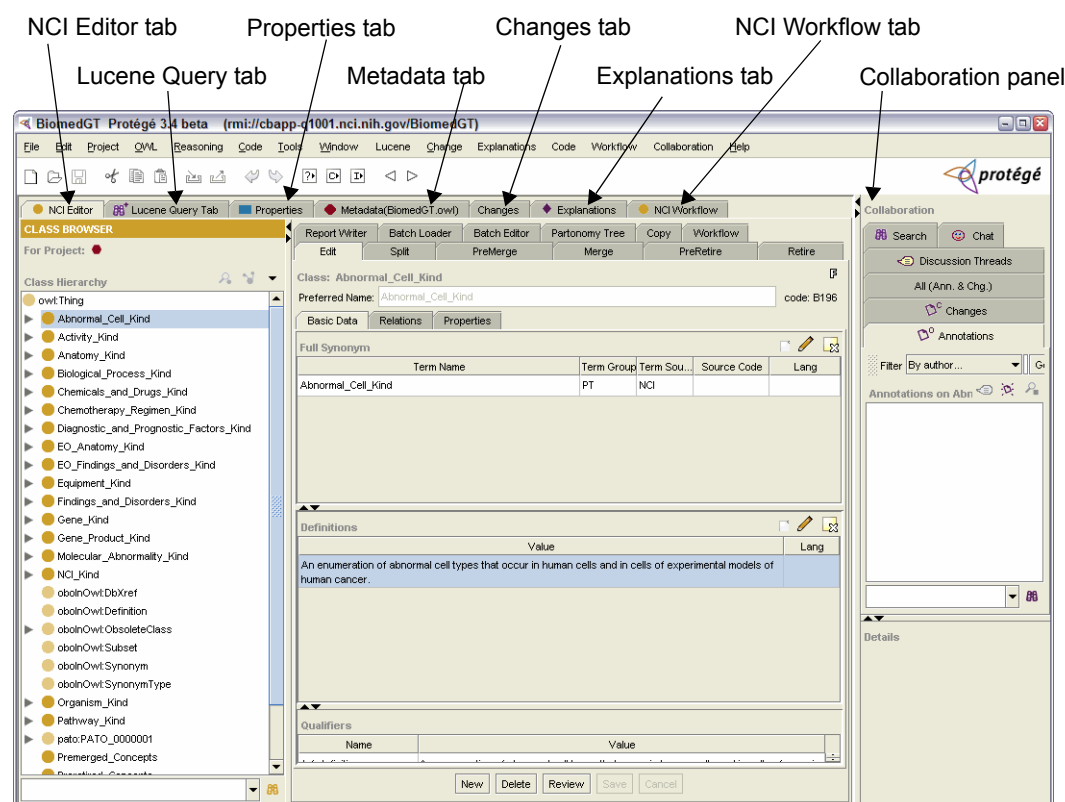 NCI Editor tab Properties tab Changes tab NCI Workflow tab
Lucene Query tab Metadata tab Explanations tab Collaboration panel
BiomedGT Protégé 3.4 beta (rmi://cbapp-q1001.nci.nih.gov/BiomedGT)
File Edit Project OWL Reasoning Code Tools Window Lucene Change Explanations Code Workflow Collaboration Help
protégé
NCI Editor Lucene Query Tab Properties Metadata(BiomedGT.owl) Changes Explanations NCI Workflow
CLASS BROWSER
For Project:
Class Hierarchy
owl:Thing
Abnormal_Cell_Kind
Activity_Kind
Anatomy_Kind
Biological_Process_Kind
Chemicals_and_Drugs_Kind
Chemotherapy_Regimen_Kind
Diagnostic_and_Prognostic_Factors_Kind
EO_Anatomy_Kind
EO_Findings_and_Disorders_Kind
Equipment_Kind
Findings_and_Disorders_Kind
Gene_Kind
Gene_Product_Kind
Molecular_Abnormality_Kind
NCI_Kind
oboInOwl:DbXref
oboInOwl:Definition
oboInOwl:ObsoleteClass
oboInOwl:Subset
oboInOwl:Synonym
oboInOwl:SynonymType
Organism_Kind
Pathway_Kind
pato:PATO_0000001
Premerged_Concepts
Report Writer Batch Loader Batch Editor Partonomy Tree Copy Workflow
Edit Split PreMerge Merge PreRetire Retire
Class: Abnormal_Cell_Kind
Preferred Name: Abnormal_Cell_Kind code: B196
Basic Data Relations Properties
Full Synonym
Term Name Term Group Term Sou... Source Code Lang
Abnormal_Cell_Kind PT NCI
Definitions
Value Lang
An enumeration of abnormal cell types that occur in human cells and in cells of experimental models of
human cancer.
Qualifiers
Name Value
New Delete Review Save Cancel
Collaboration
Search Chat
Discussion Threads
All (Ann. & Chg.)
Changes
Annotations
Filter By author...
Annotations on Abn
Details